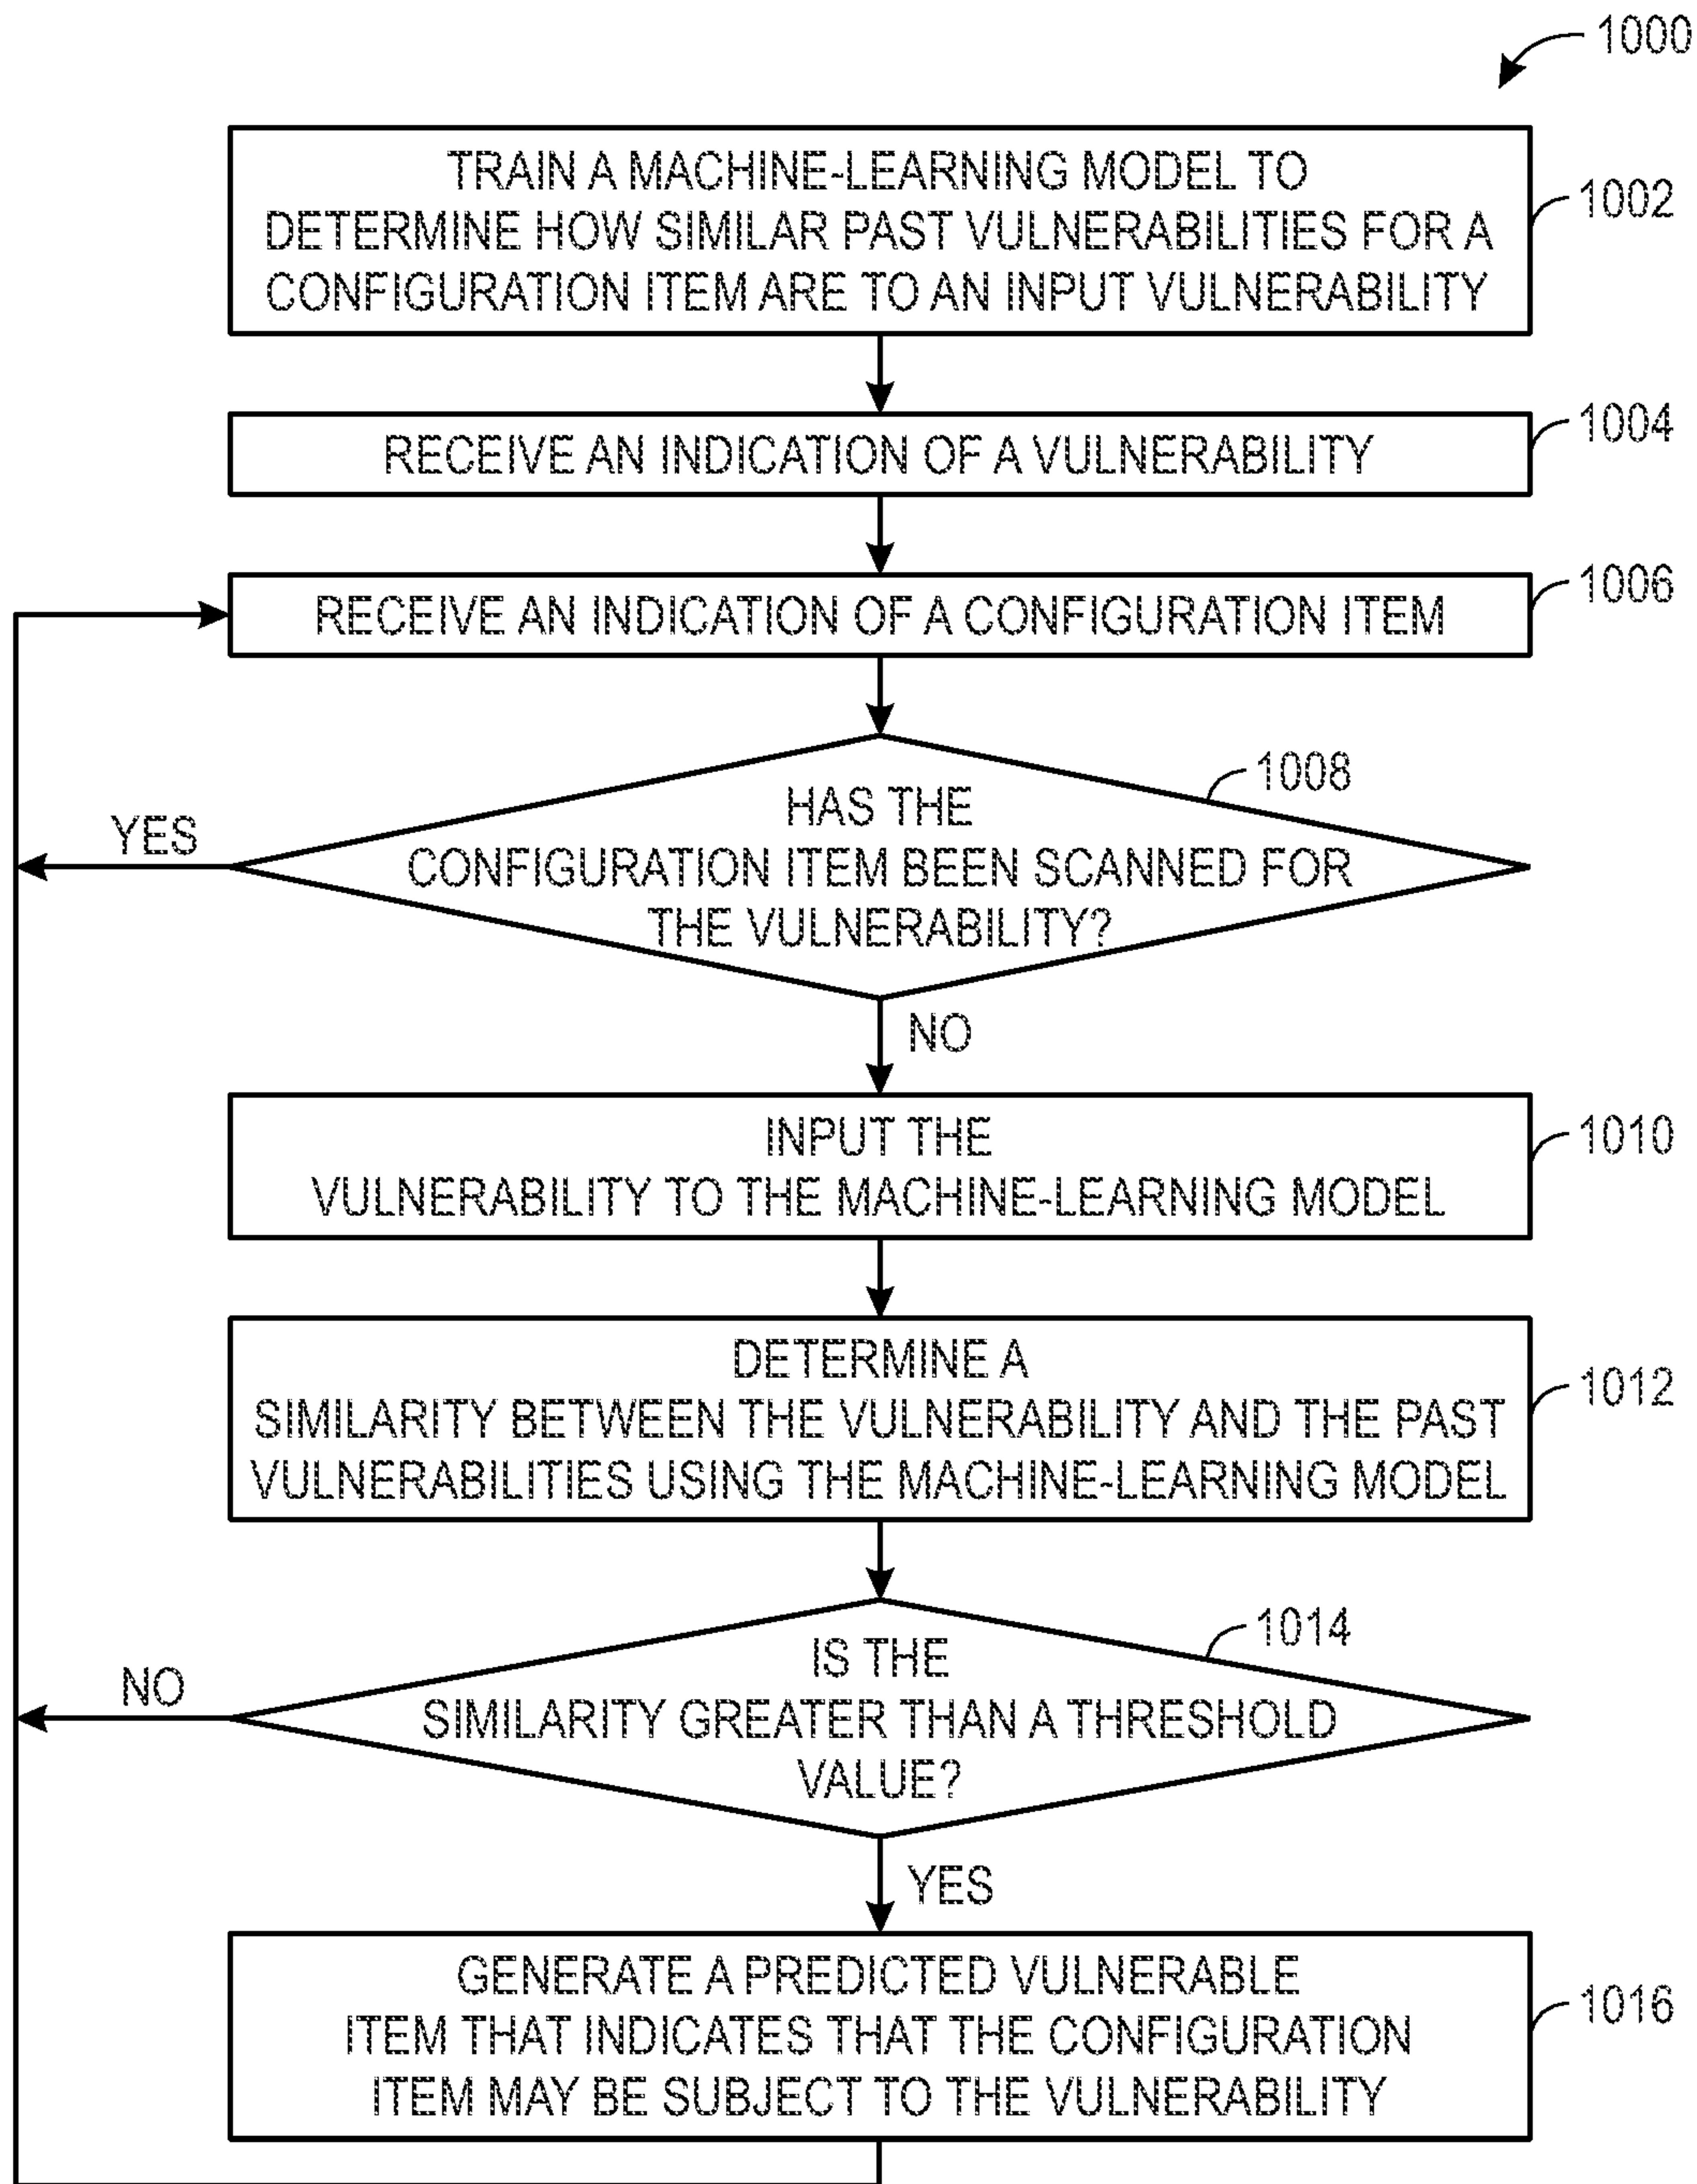 1000
TRAIN A MACHINE-LEARNING MODEL TO
DETERMINE HOW SIMILAR PAST VULNERABILITIES FOR A
CONFIGURATION ITEM ARE TO AN INPUT VULNERABILITY
1002
RECEIVE AN INDICATION OF A VULNERABILITY
1004
RECEIVE AN INDICATION OF A CONFIGURATION ITEM
1006
1008
HAS THE
CONFIGURATION ITEM BEEN SCANNED FOR
THE VULNERABILITY?
YES
NO
INPUT THE
VULNERABILITY TO THE MACHINE-LEARNING MODEL
1010
DETERMINE A
SIMILARITY BETWEEN THE VULNERABILITY AND THE PAST
VULNERABILITIES USING THE MACHINE-LEARNING MODEL
1012
1014
IS THE
SIMILARITY GREATER THAN A THRESHOLD
VALUE?
NO
YES
GENERATE A PREDICTED VULNERABLE
ITEM THAT INDICATES THAT THE CONFIGURATION
ITEM MAY BE SUBJECT TO THE VULNERABILITY
1016